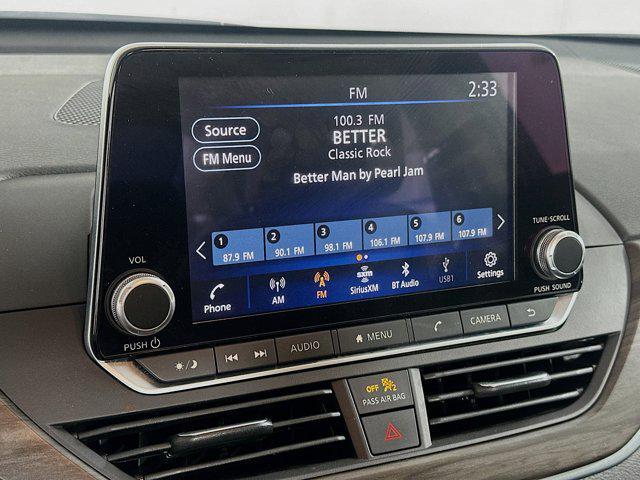 FM 2:33
100.3 FM
Source BETTER
Classic Rock
FM Menu
Better Man by Pearl Jam
1 2 3 4 5 6
87.9 FM 90.1 FM 98.1 FM 106.1 FM 107.9 FM 107.9 FM
Phone AM FM SXM SiriusXM BT Audio USB1 Settings
VOL
PUSH
TUNE·SCROLL
PUSH SOUND
AUDIO MENU CAMERA
OFF 2
PASS AIR BAG